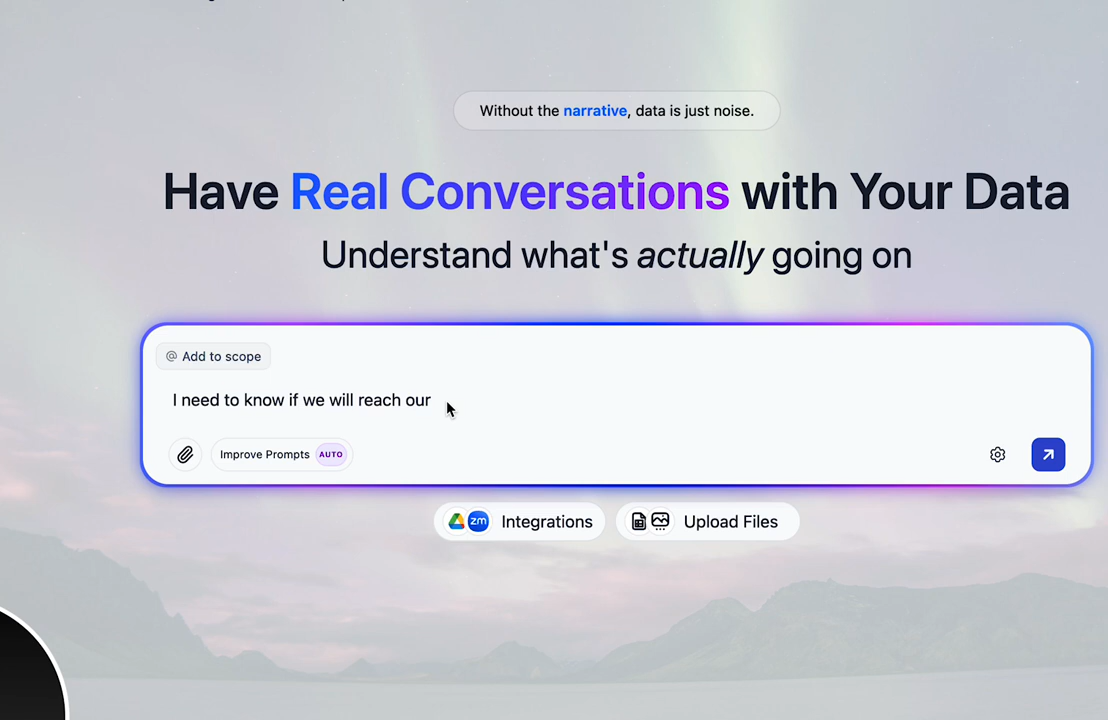 Without the narrative, data is just noise.
Have Real Conversations with Your Data
Understand what's actually going on
@ Add to scope
I need to know if we will reach our
Improve Prompts AUTO
zm Integrations
Upload Files